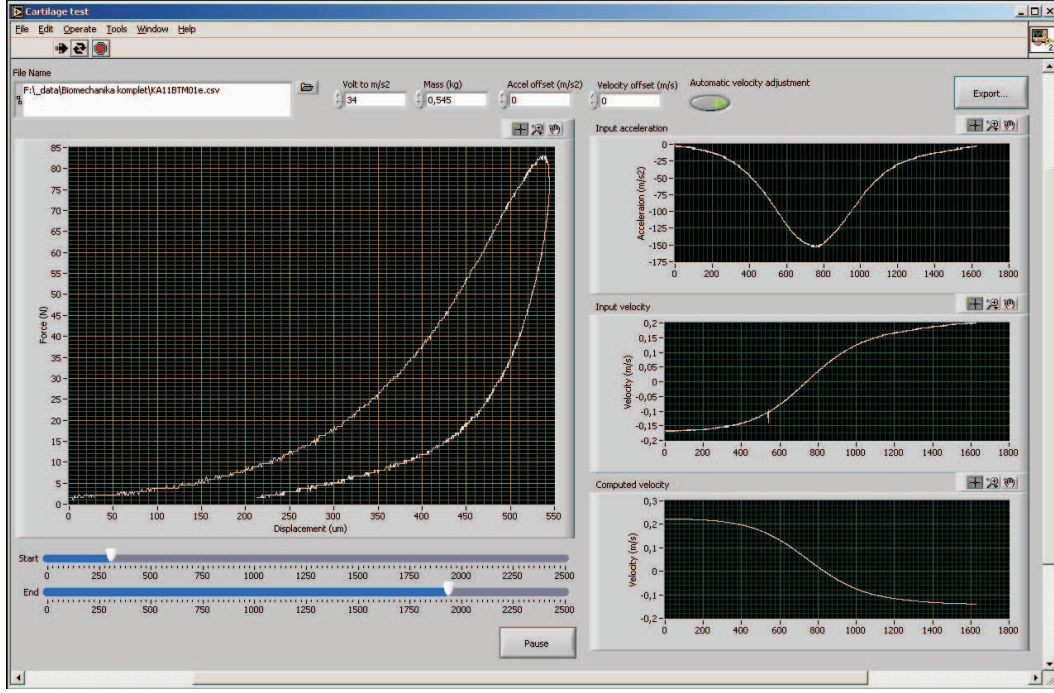 Cartilage test
File Edit Operate Tools Window Help
2
File Name
F:\_data\Biomechanika komplet\KA11BTM01e.csv
Volt to m/s2
34
Mass (kg)
0,545
Accel offset (m/s2)
0
Velocity offset (m/s)
0
Automatic velocity adjustment
Export...
85
80
75
70
65
60
55
50
45
40
35
30
25
20
15
10
5
0
Force (N)
0 50 100 150 200 250 300 350 400 450 500 550
Displacement (um)
Start
0 250 500 750 1000 1250 1500 1750 2000 2250 2500
End
0 250 500 750 1000 1250 1500 1750 2000 2250 2500
Pause
Input acceleration
0
-25
-50
-75
-100
-125
-150
-175
Acceleraion (m/s2)
0 200 400 600 800 1000 1200 1400 1600 1800
Input velocity
0,2
0,15
0,1
0,05
0
-0,05
-0,1
-0,15
-0,2
Velocity (m/s)
0 200 400 600 800 1000 1200 1400 1600 1800
Computed velocity
0,3
0,2
0,1
0
-0,1
-0,2
Velocity (m/s)
0 200 400 600 800 1000 1200 1400 1600 1800